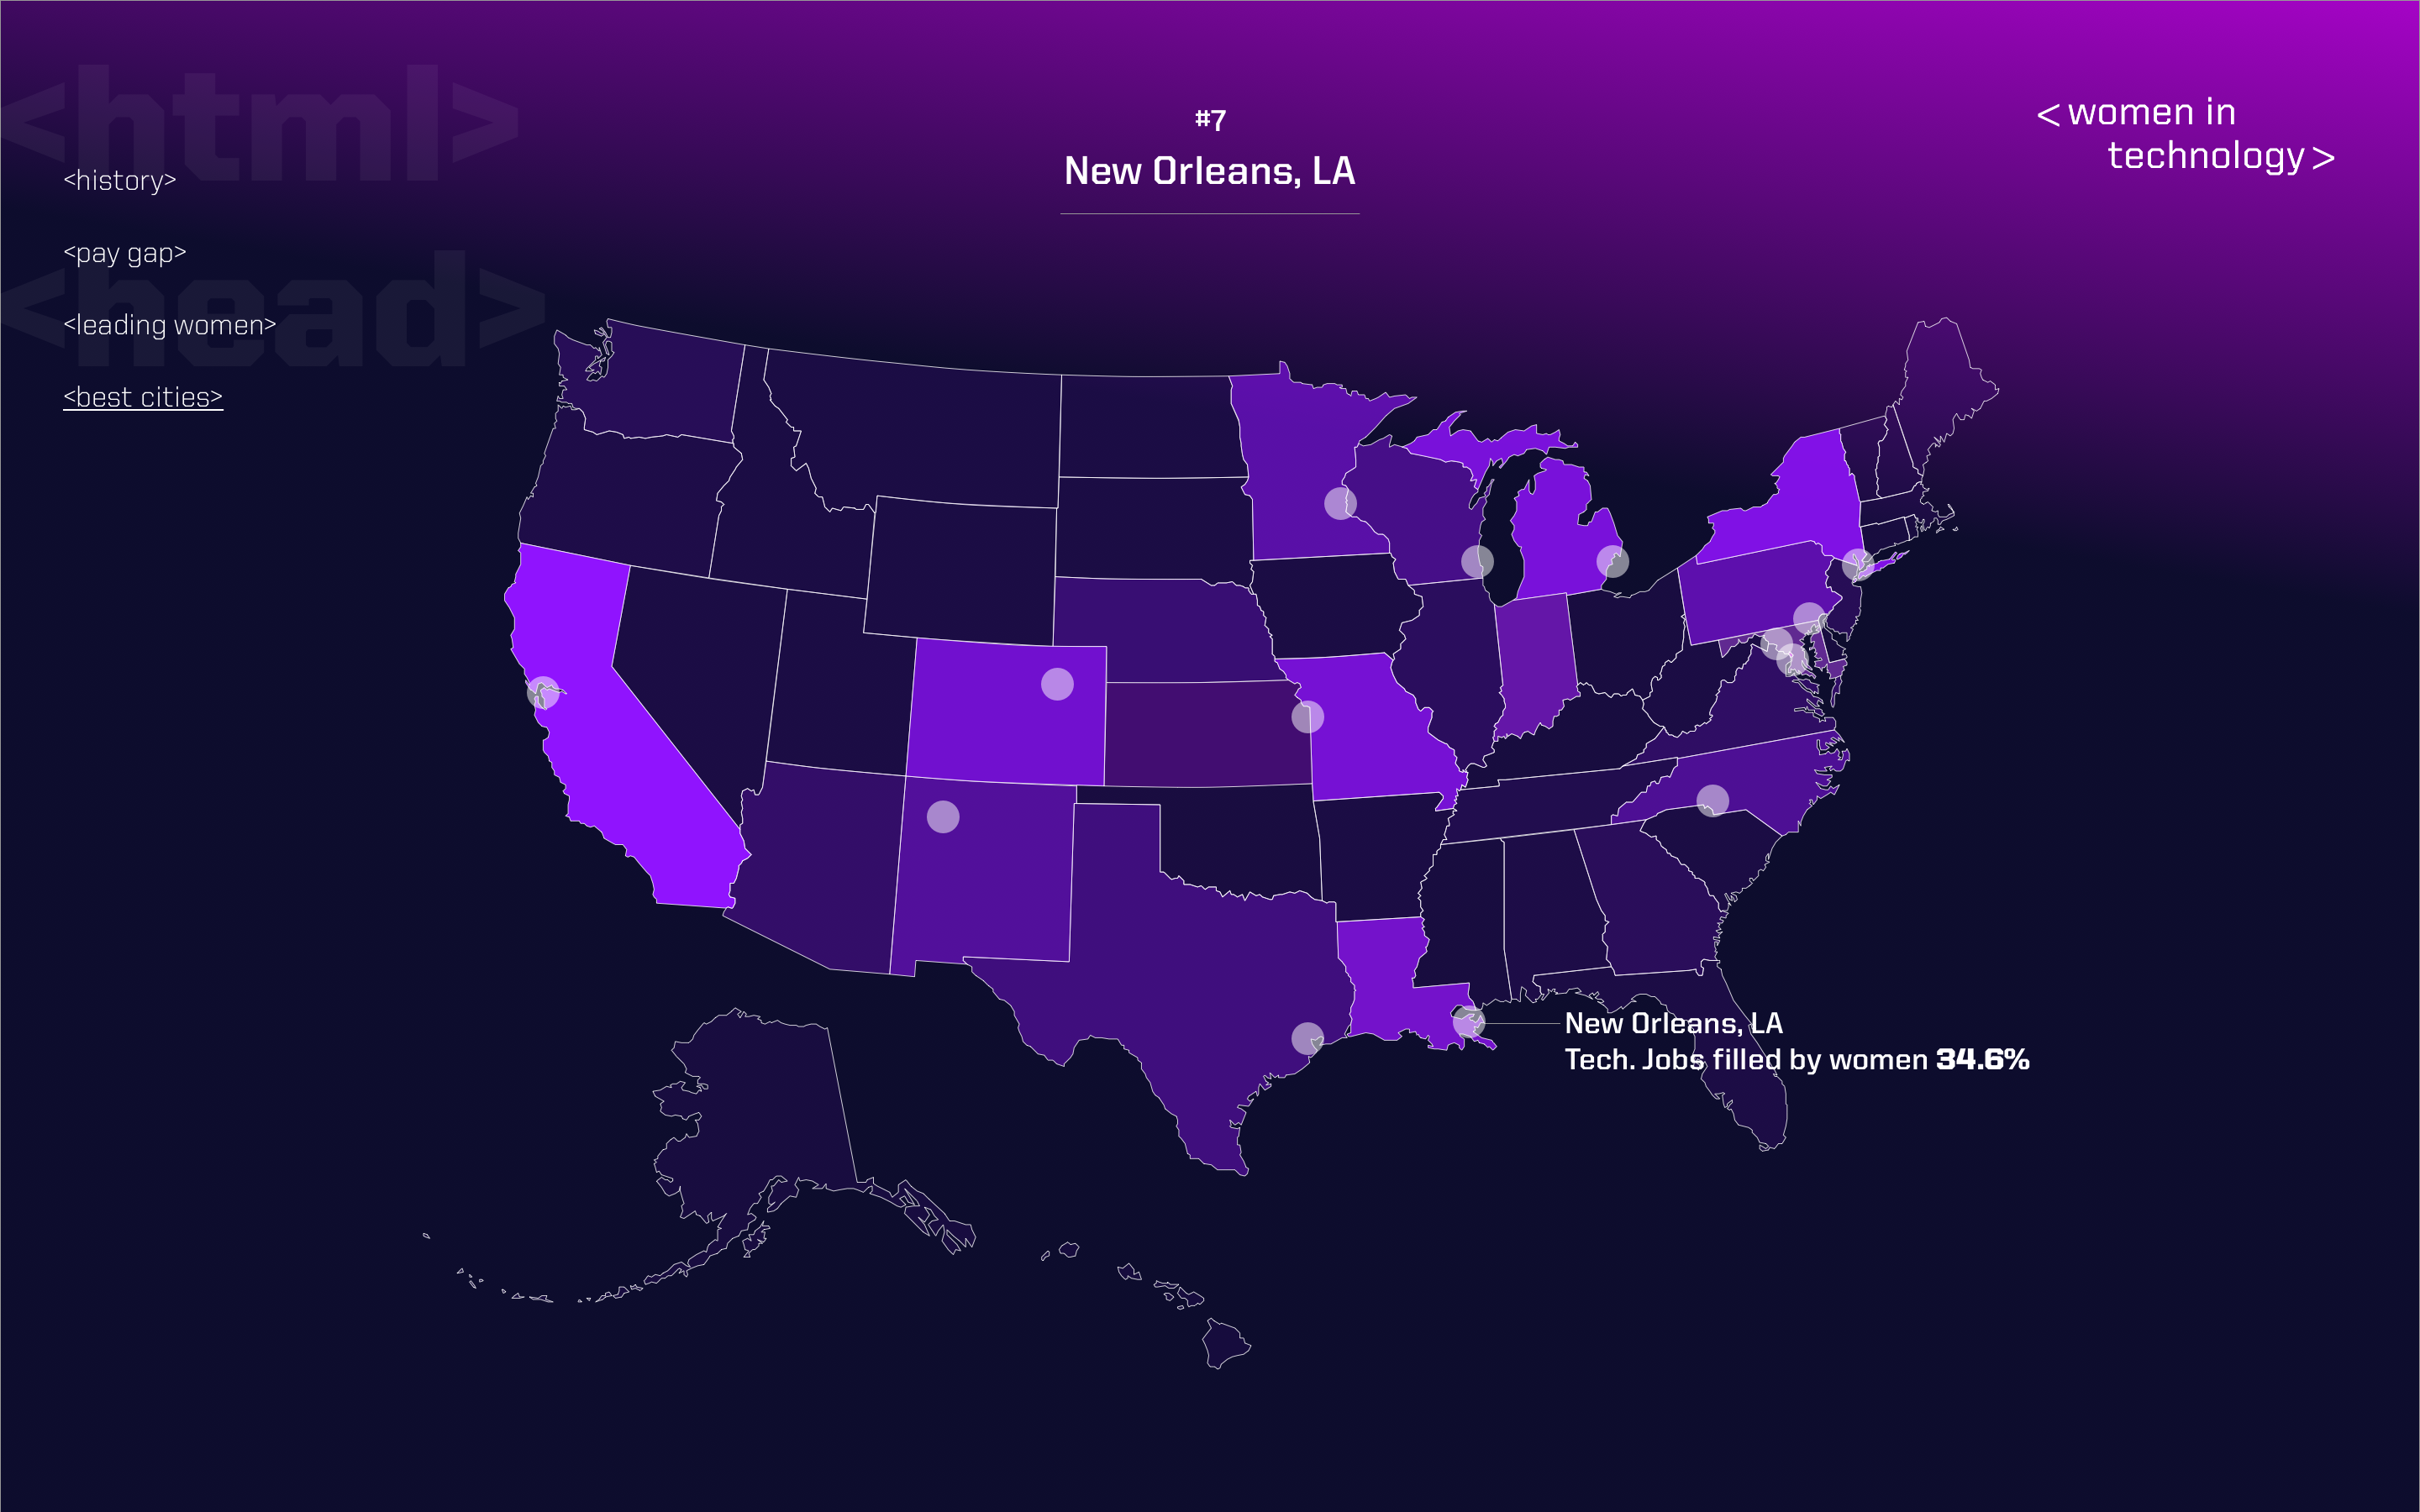 <html>
<head>
<history>
<pay gap>
<leading women>
<best cities>
#7
New Orleans, LA
< women in
technology >
New Orleans, LA
Tech. Jobs filled by women 34.6%